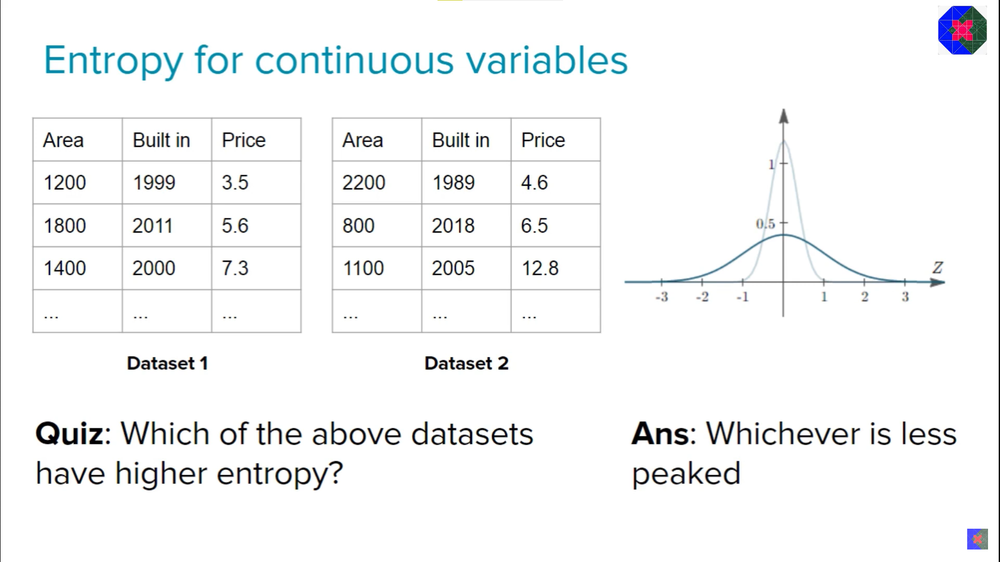 Entropy for continuous variables
Area Built in Price
1200 1999 3.5
1800 2011 5.6
1400 2000 7.3
... ... ...
Dataset 1
Area Built in Price
2200 1989 4.6
800 2018 6.5
1100 2005 12.8
... ... ...
Dataset 2
1
0.5
Z
-3 -2 -1 1 2 3
Quiz: Which of the above datasets
have higher entropy?
Ans: Whichever is less
peaked